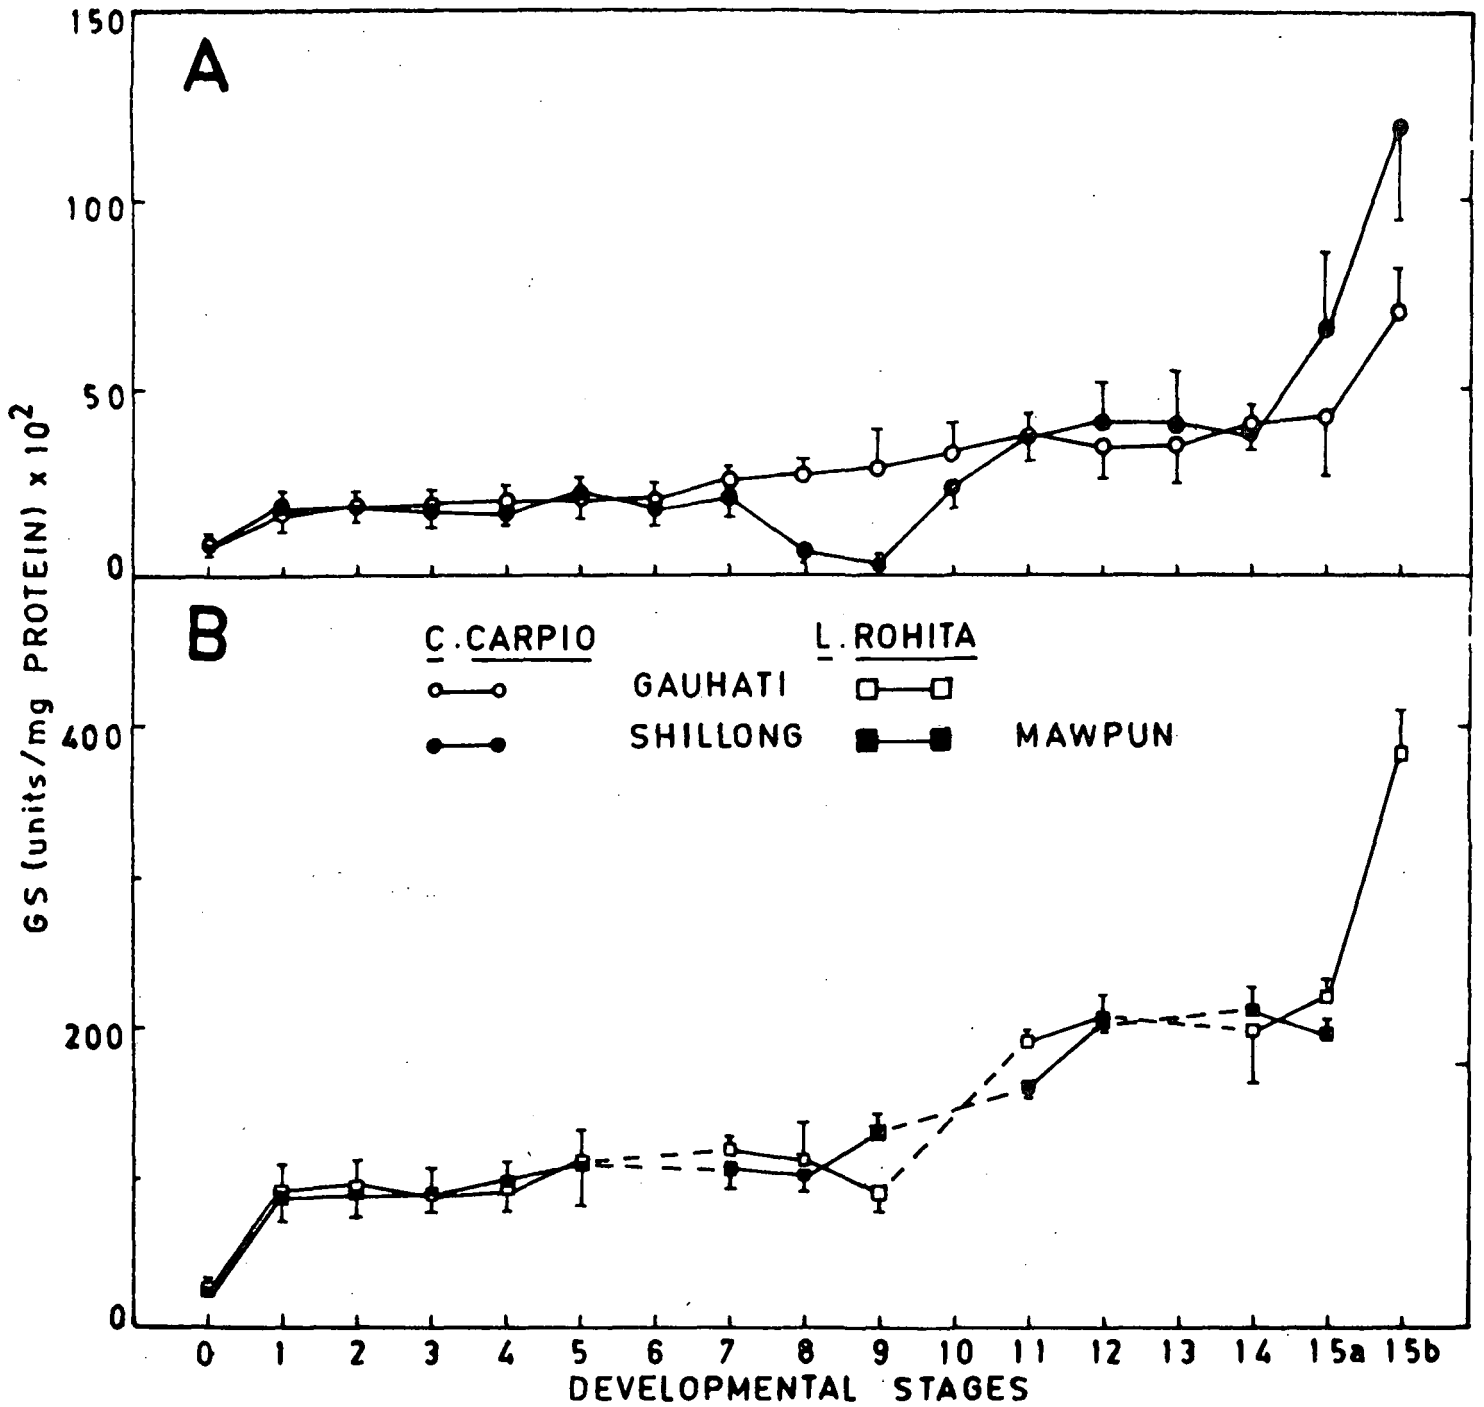 150
A
100
50
0
GS (units/mg PROTEIN) x 10²
B
C. CARPIO L. ROHITA
GAUHATI
SHILLONG MAWPUN
400
200
0
0 1 2 3 4 5 6 7 8 9 10 11 12 13 14 15a 15b
DEVELOPMENTAL STAGES